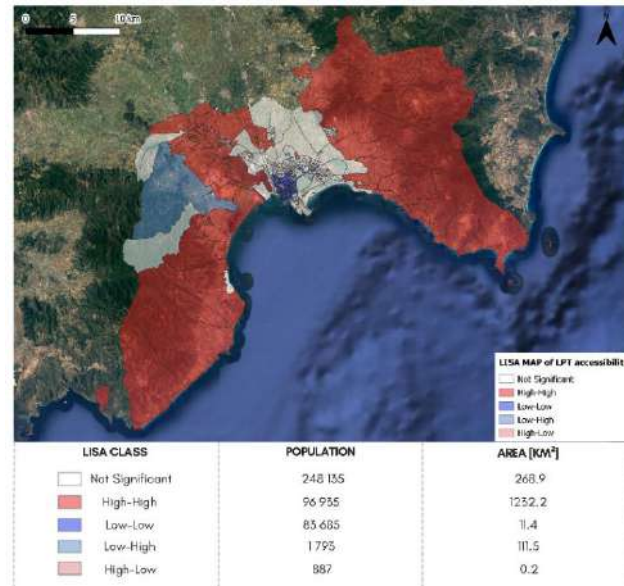 0 5 10 km
N
LISA MAP of LPT accessibilit
Not Significant
High-High
Low-Low
Low-High
High-Low
LISA CLASS POPULATION AREA [KM²]
Not Significant 248 135 268.9
High-High 96 935 1232.2
Low-Low 83 685 11.4
Low-High 1 793 111.5
High-Low 887 0.2